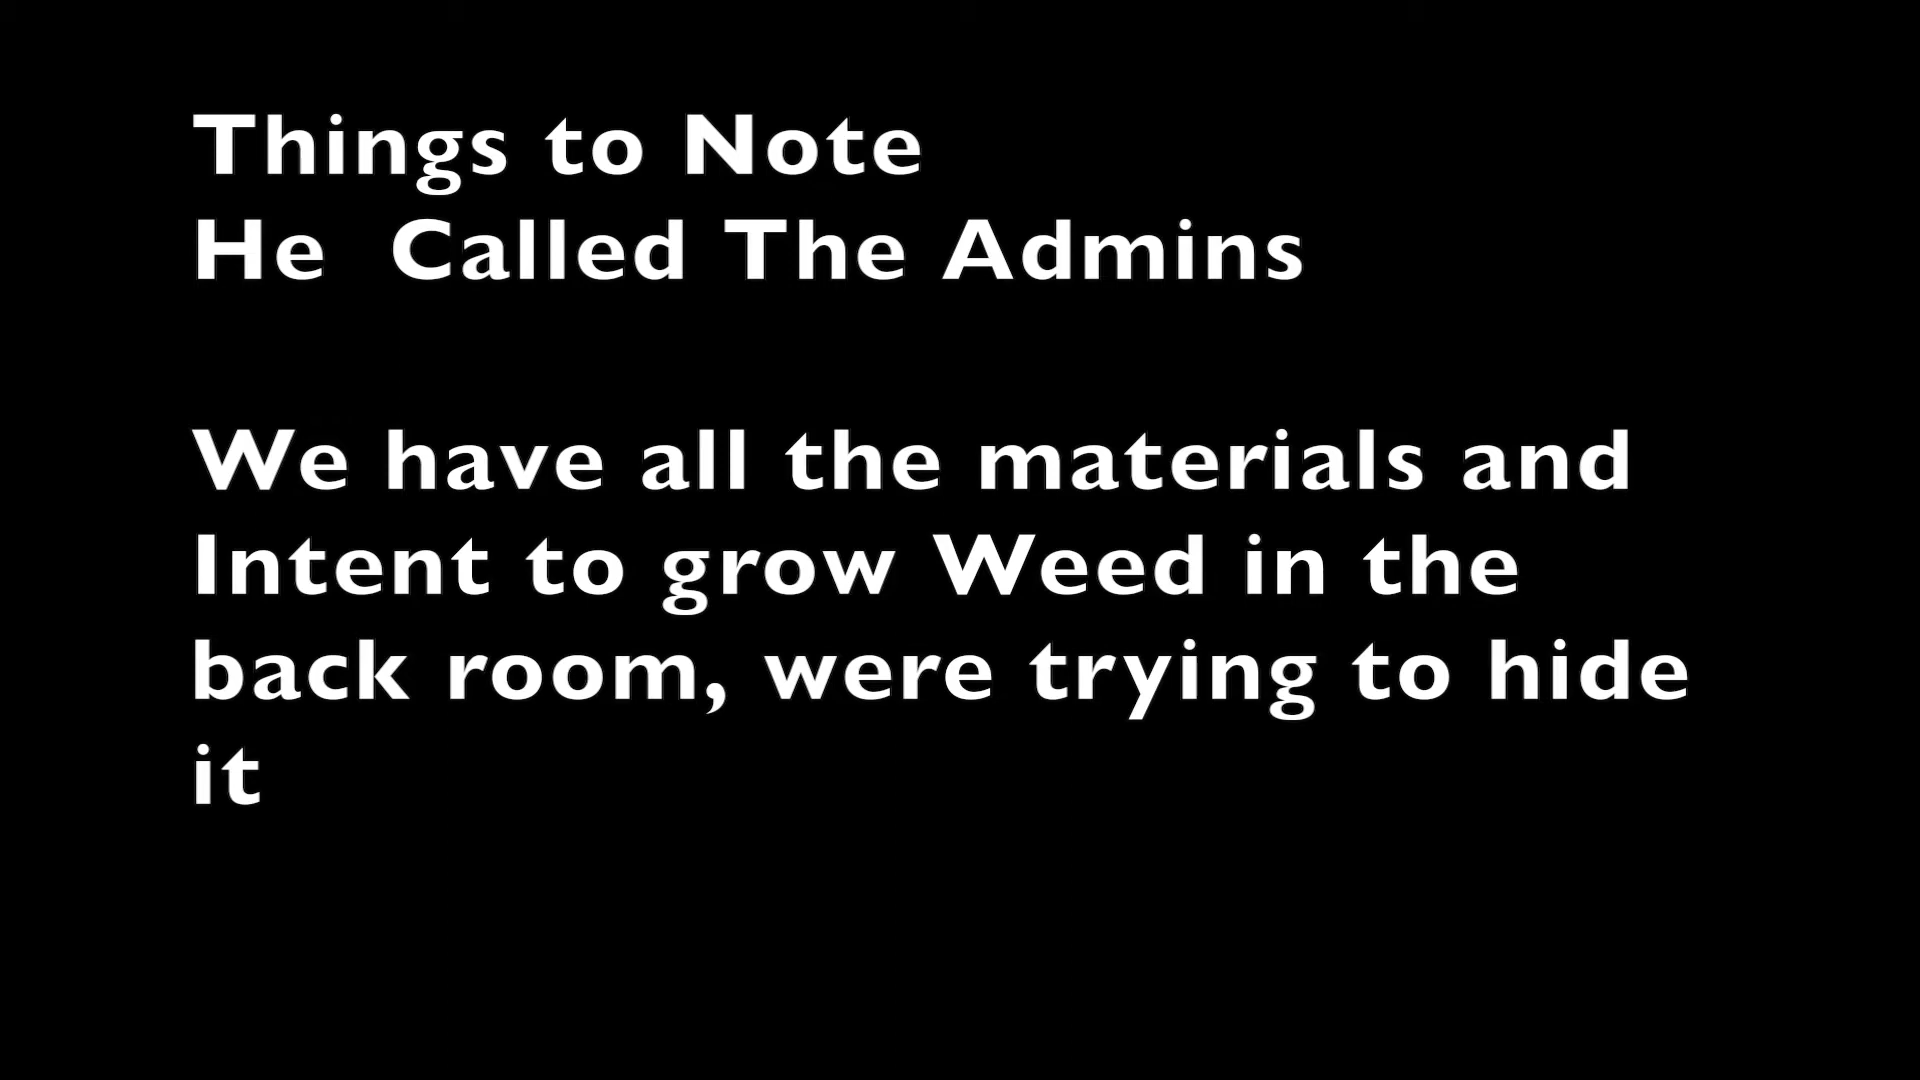 Things to Note
He  Called The Admins
We have all the materials and
Intent to grow Weed in the
back room, were trying to hide
it